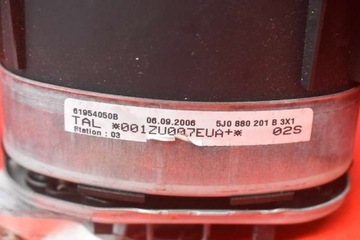 61954050B 06.09.2006 5J0 880 201 B 3X1
TAL *001ZU007EUA+* 02S
Station : 03